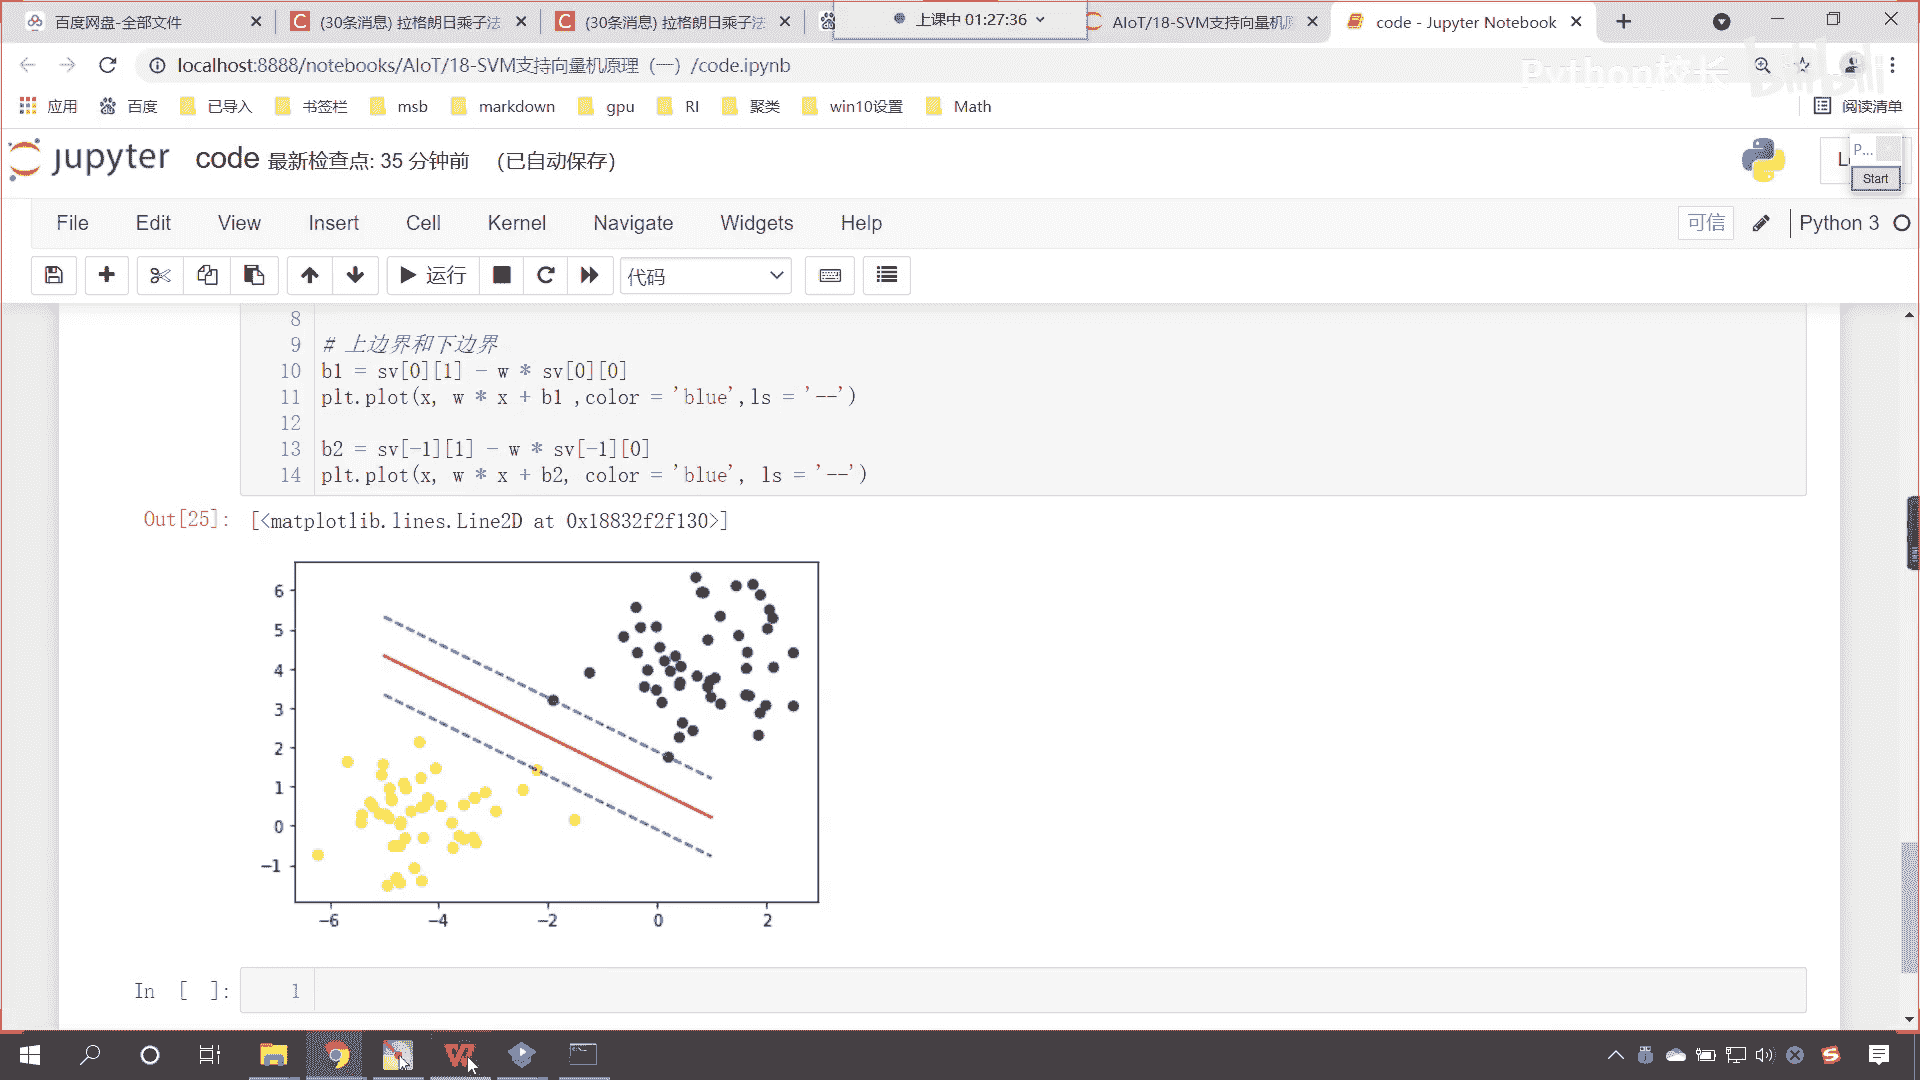 百度网盘-全部文件
(30条消息) 拉格朗日乘子法
(30条消息) 拉格朗日乘子法
上课中 01:27:36
AIoT/18-SVM支持向量机原
code - Jupyter Notebook
localhost:8888/notebooks/AIoT/18-SVM支持向量机原理（一）/code.ipynb
Python校长
bilibili
应用
百度
已导入
书签栏
msb
markdown
gpu
RI
聚类
win10设置
Math
阅读清单
jupyter
code 最新检查点: 35 分钟前 (已自动保存)
P...
Start
File Edit View Insert Cell Kernel Navigate Widgets Help
可信
Python 3
运行
代码
8
9 # 上边界和下边界
10 b1 = sv[0][1] - w * sv[0][0]
11 plt.plot(x, w * x + b1 ,color = 'blue',ls = '--')
12
13 b2 = sv[-1][1] - w * sv[-1][0]
14 plt.plot(x, w * x + b2, color = 'blue', ls = '--')
Out[25]: [<matplotlib.lines.Line2D at 0x18832f2f130>]
6
5
4
3
2
1
0
-1
-6 -4 -2 0 2
In [ ]: 1